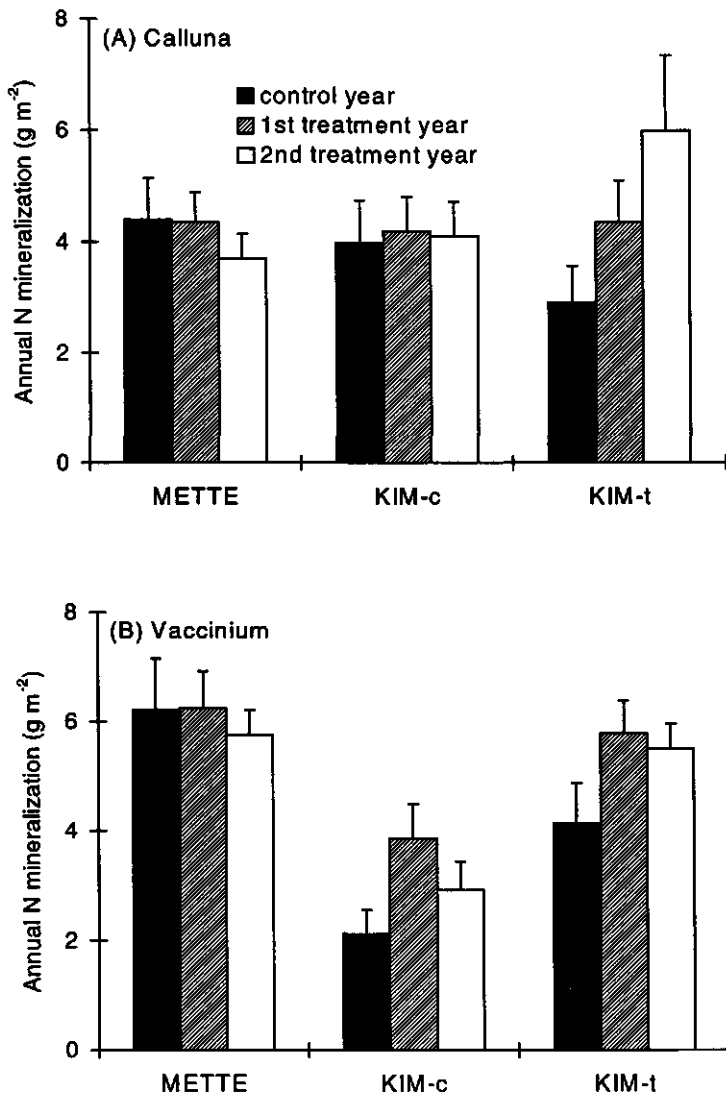 8
(A) Calluna
control year
1st treatment year
2nd treatment year
6
4
2
0
Annual N mineralization (g m⁻²)
METTE KIM-c KIM-t
8
(B) Vaccinium
6
4
2
0
Annual N mineralization (g m⁻²)
METTE KIM-c KIM-t